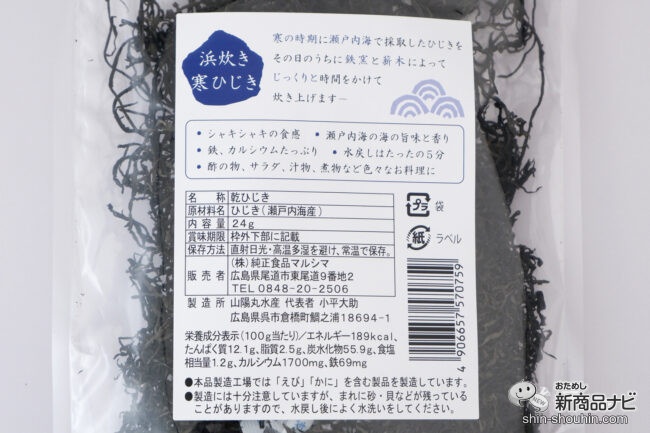 浜炊き
寒ひじき
寒の時期に瀬戸内海で採取したひじきを
その日のうちに鉄窯と薪木によって
じっくりと時間をかけて
炊き上げます―
・シャキシャキの食感 ・瀬戸内海の海の旨味と香り
・鉄、カルシウムたっぷり ・水戻しはたったの5分
・酢の物、サラダ、汁物、煮物など色々なお料理に
名称 乾ひじき
原材料名 ひじき(瀬戸内海産)
内容量 24g
賞味期限 枠外下部に記載
保存方法 直射日光・高温多湿を避け、常温で保存。
販売者 (株)純正食品マルシマ
広島県尾道市東尾道9番地2
TEL 0848-20-2506
製造所 山陽丸水産 代表者 小平大助
広島県呉市倉橋町鯛之浦18694-1
プラ 袋
紙 ラベル
4 906657 570759
栄養成分表示(100g当たり)/エネルギー189kcal、
たんぱく質12.1g、脂質2.5g、炭水化物55.9g、食塩
相当量1.2g、カルシウム1700mg、鉄69mg
●本品製造工場では「えび」「かに」を含む製品を製造しています。
●製造には十分注意していますが、まれに砂・貝などが残っている
ことがありますので、水戻し後によく水洗いをしてください。
NEW
おためし
新商品ナビ
shin-shouhin.com